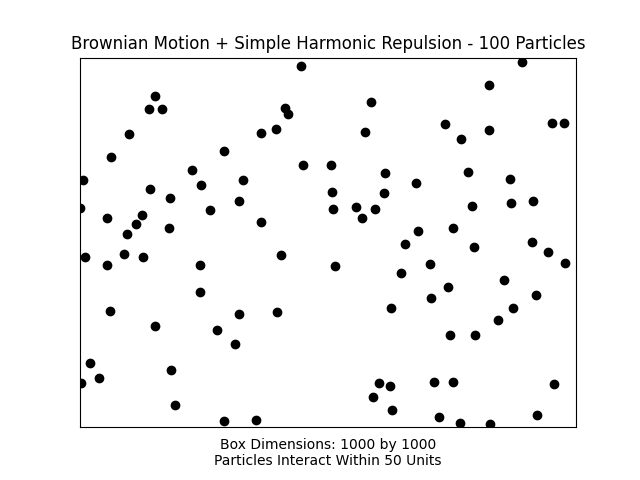 Brownian Motion + Simple Harmonic Repulsion - 100 Particles
Box Dimensions: 1000 by 1000
Particles Interact Within 50 Units